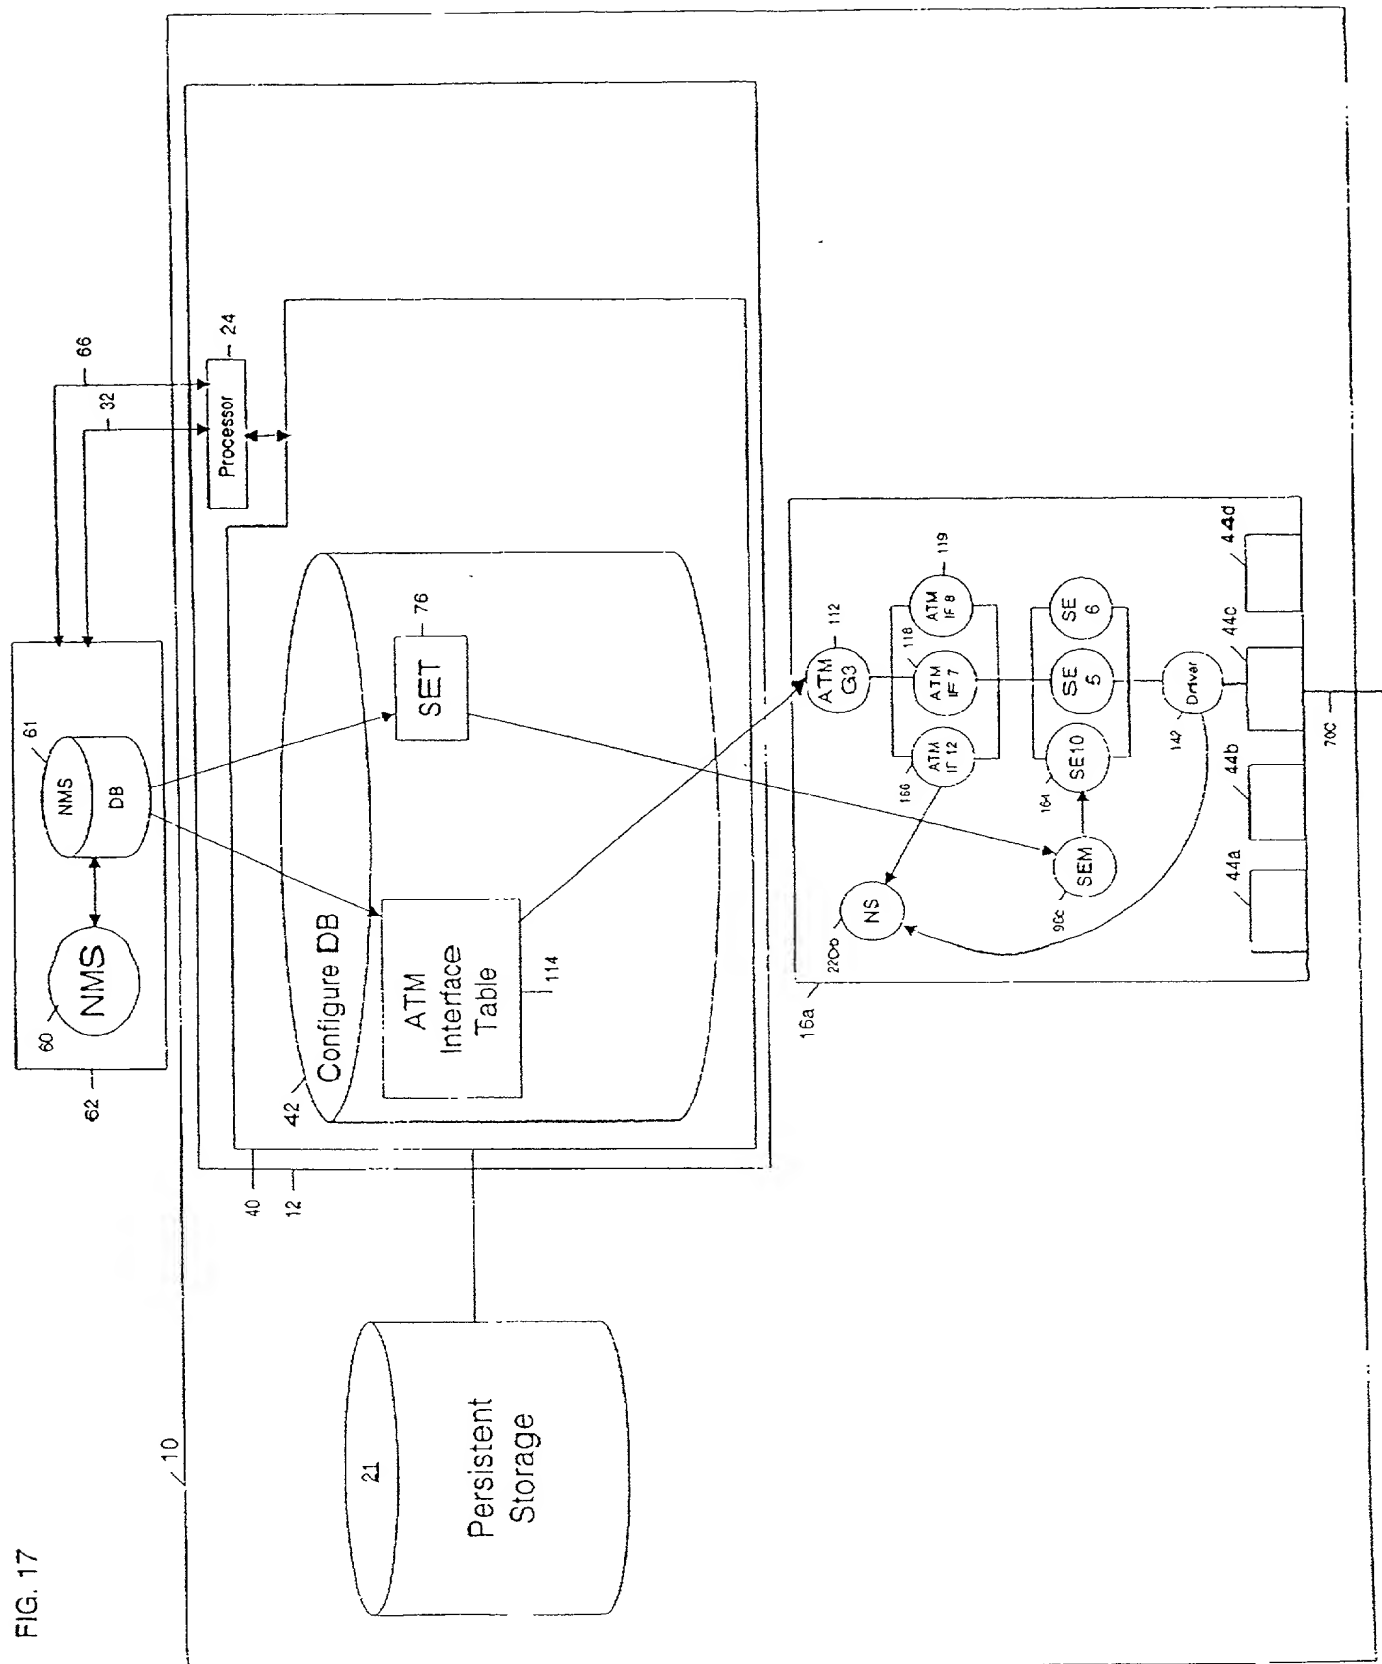 FIG. 17
10
62
60
NMS
61
NMS
DB
32
66
Processor
24
40
12
42
Configure DB
ATM
Interface
Table
114
SET
76
21
Persistent
Storage
16a
ATM
G3
112
166
ATM
IF 12
118
ATM
IF 7
ATM
IF 8
119
NS
SEM
96c
164
SE10
SE
5
SE
6
Driver
142
44a
44b
44c
44d
70C